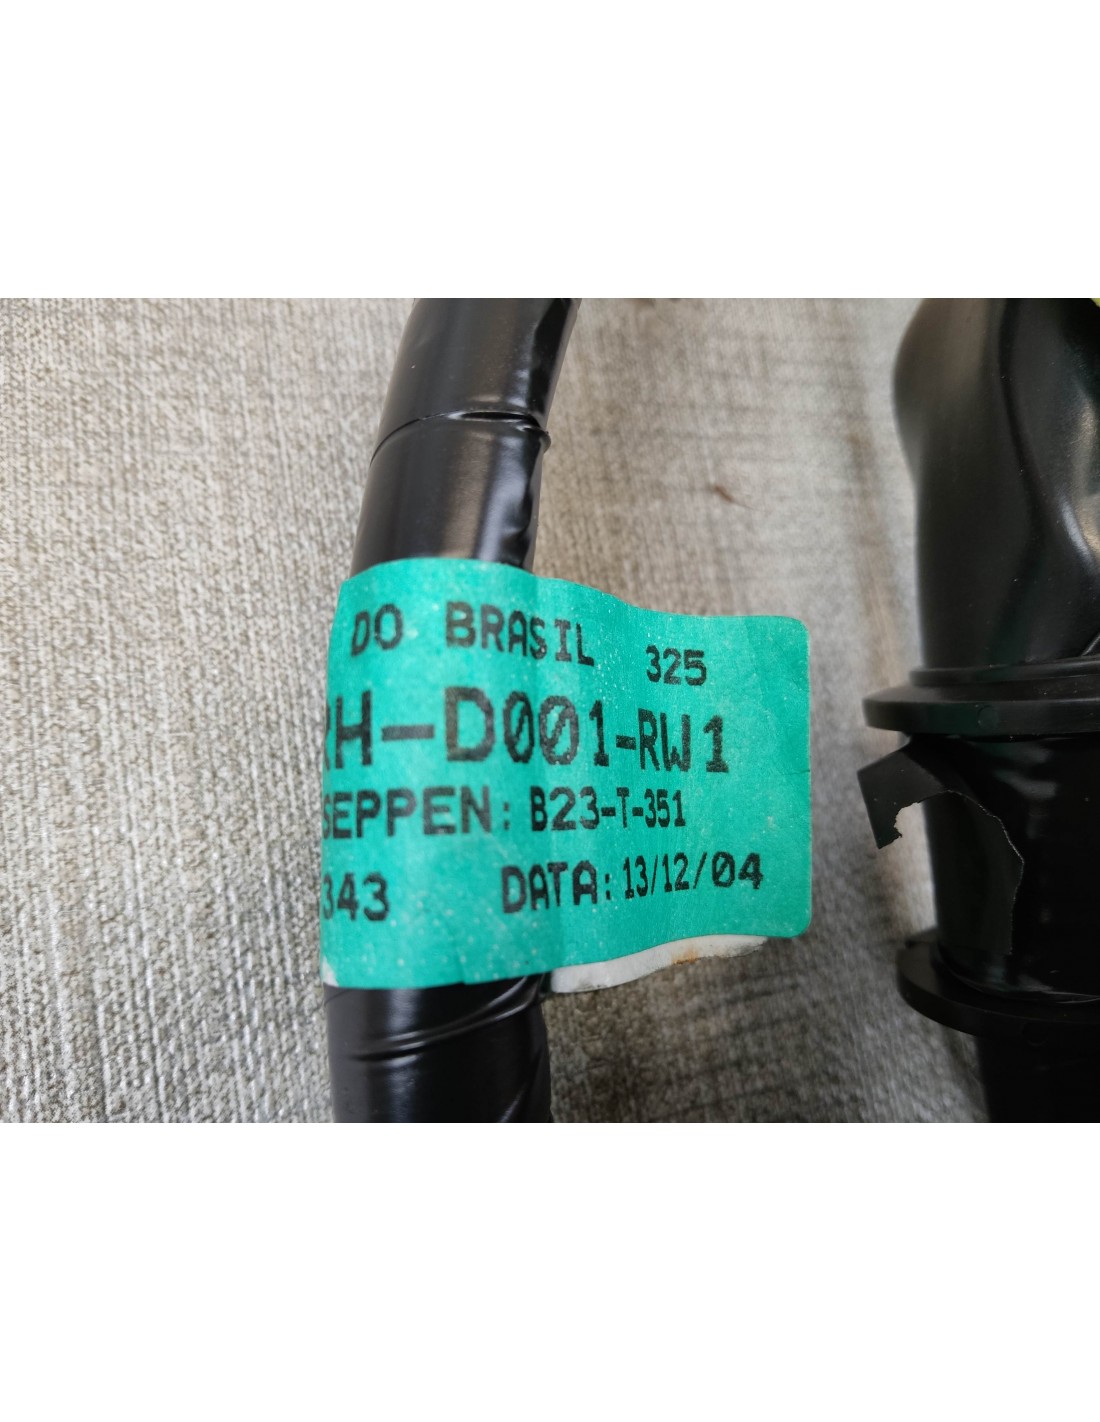 DO BRASIL 325
RH-D001-RW1
SEPPEN: B23-T-351
343 DATA: 13/12/04